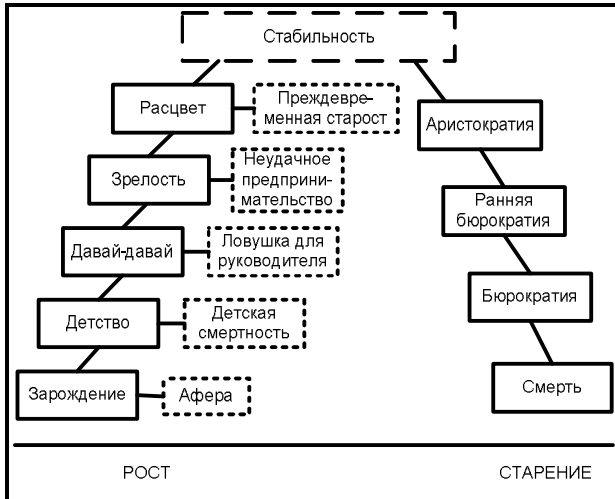 Стабильность
Расцвет
Преждевре-
менная старост
Аристократия
Зрелость
Неудачное
предприни-
мательство
Ранняя
бюрократия
Давай-давай
Ловушка для
руководителя
Бюрократия
Детство
Детская
смертность
Зарождение
Афера
Смерть
РОСТ
СТАРЕНИЕ